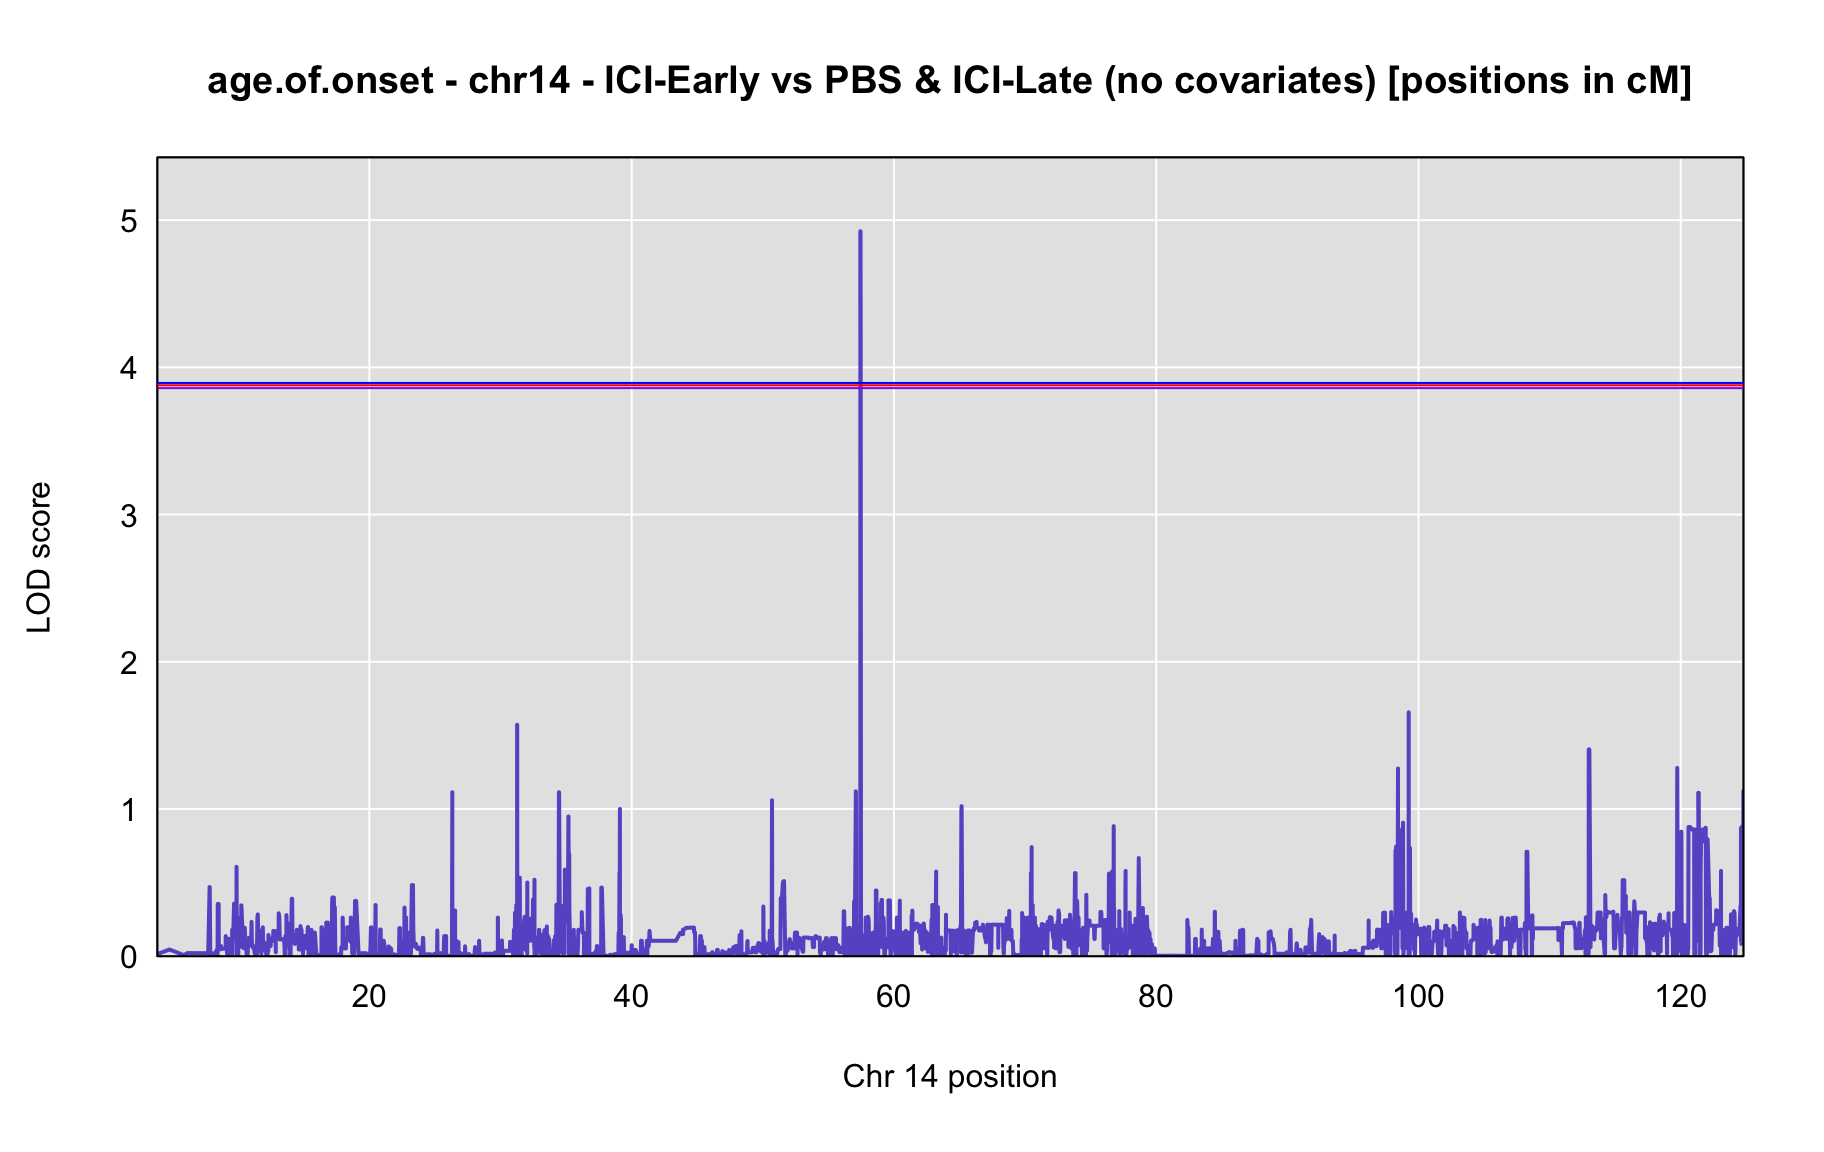 age.of.onset - chr14 - ICI-Early vs PBS & ICI-Late (no covariates) [positions in cM]
5
4
3
2
1
0
LOD score
20 40 60 80 100 120
Chr 14 position